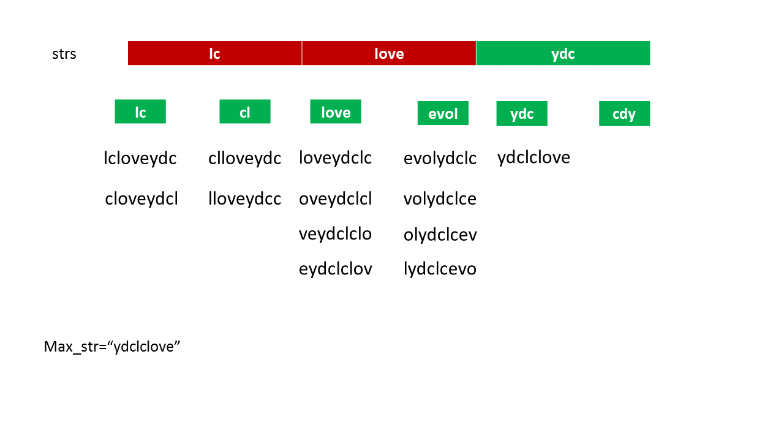 strs lc love ydc
lc cl love evol ydc cdy
lcloveydc clloveydc loveydclc evolydclc ydclclove
cloveydcl lloveydcc oveydclcl volydclce
veydclclo olydclcev
eydclclov lydclcevo
Max_str=“ydclclove”